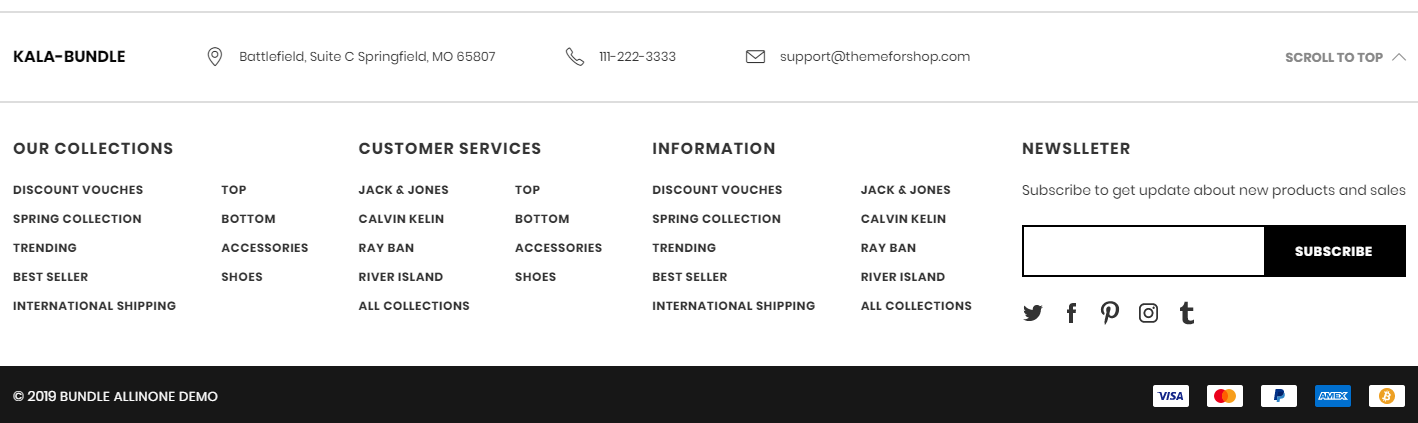 KALA-BUNDLE
Battlefield, Suite C Springfield, MO 65807
111-222-3333
support@themeforshop.com
SCROLL TO TOP
OUR COLLECTIONS
DISCOUNT VOUCHES
SPRING COLLECTION
TRENDING
BEST SELLER
INTERNATIONAL SHIPPING
TOP
BOTTOM
ACCESSORIES
SHOES
CUSTOMER SERVICES
JACK & JONES
CALVIN KELIN
RAY BAN
RIVER ISLAND
ALL COLLECTIONS
TOP
BOTTOM
ACCESSORIES
SHOES
INFORMATION
DISCOUNT VOUCHES
SPRING COLLECTION
TRENDING
BEST SELLER
INTERNATIONAL SHIPPING
JACK & JONES
CALVIN KELIN
RAY BAN
RIVER ISLAND
ALL COLLECTIONS
NEWSLLETER
Subscribe to get update about new products and sales
SUBSCRIBE
© 2019 BUNDLE ALLINONE DEMO
VISA
AMEX